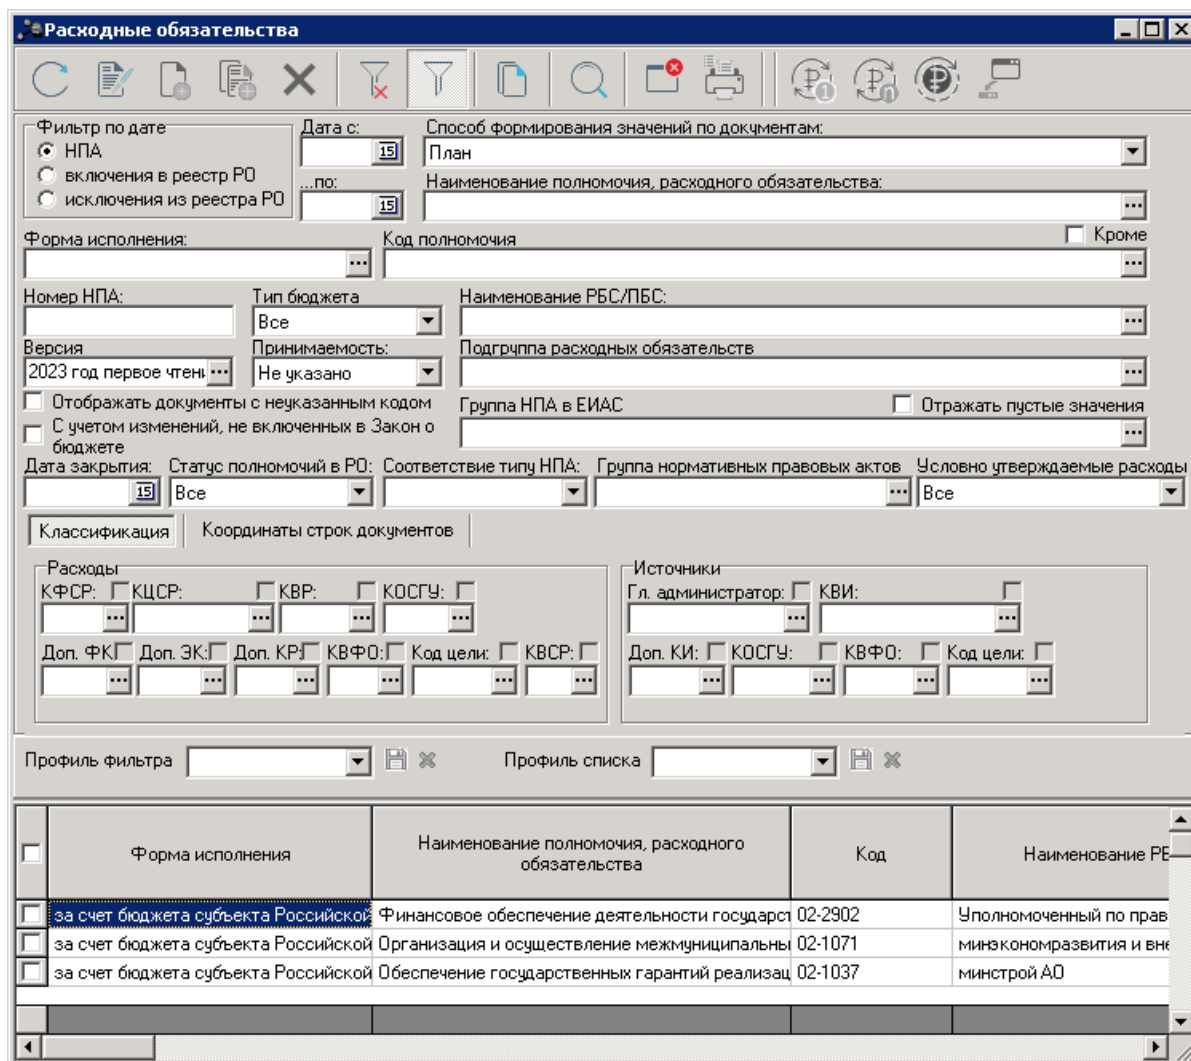 Расходные обязательства
Фильтр по дате
НПА
включения в реестр РО
исключения из реестра РО
Дата с:
15
...по:
15
Способ формирования значений по документам:
План
Наименование полномочия, расходного обязательства:
Форма исполнения:
Код полномочия
Кроме
Номер НПА:
Тип бюджета
Все
Наименование РБС/ПБС:
Версия
2023 год первое чтен
Принимаемость:
Не указано
Подгруппа расходных обязательств
Отображать документы с неуказанным кодом
С учетом изменений, не включенных в Закон о
бюджете
Группа НПА в ЕИАС
Отражать пустые значения
Дата закрытия:
15
Статус полномочий в РО:
Все
Соответствие типу НПА:
Группа нормативных правовых актов
Условно утверждаемые расходы
Все
Классификация
Координаты строк документов
Расходы
КФСР:
КЦСР:
КВР:
КОСГУ:
Доп. ФК
Доп. ЭК:
Доп. КР:
КВФО:
Код цели:
КВСР:
Источники
Гл. администратор:
КВИ:
Доп. КИ:
КОСГУ:
КВФО:
Код цели:
Профиль фильтра
Профиль списка
Форма исполнения
Наименование полномочия, расходного
обязательства
Код
Наименование РБ
за счет бюджета субъекта Российской Финансовое обеспечение деятельности государст 02-2902 Уполномоченный по прав
за счет бюджета субъекта Российской Организация и осуществление межмуниципальны 02-1071 минэкономразвития и вне
за счет бюджета субъекта Российской Обеспечение государственных гарантий реализац 02-1037 минстрой АО